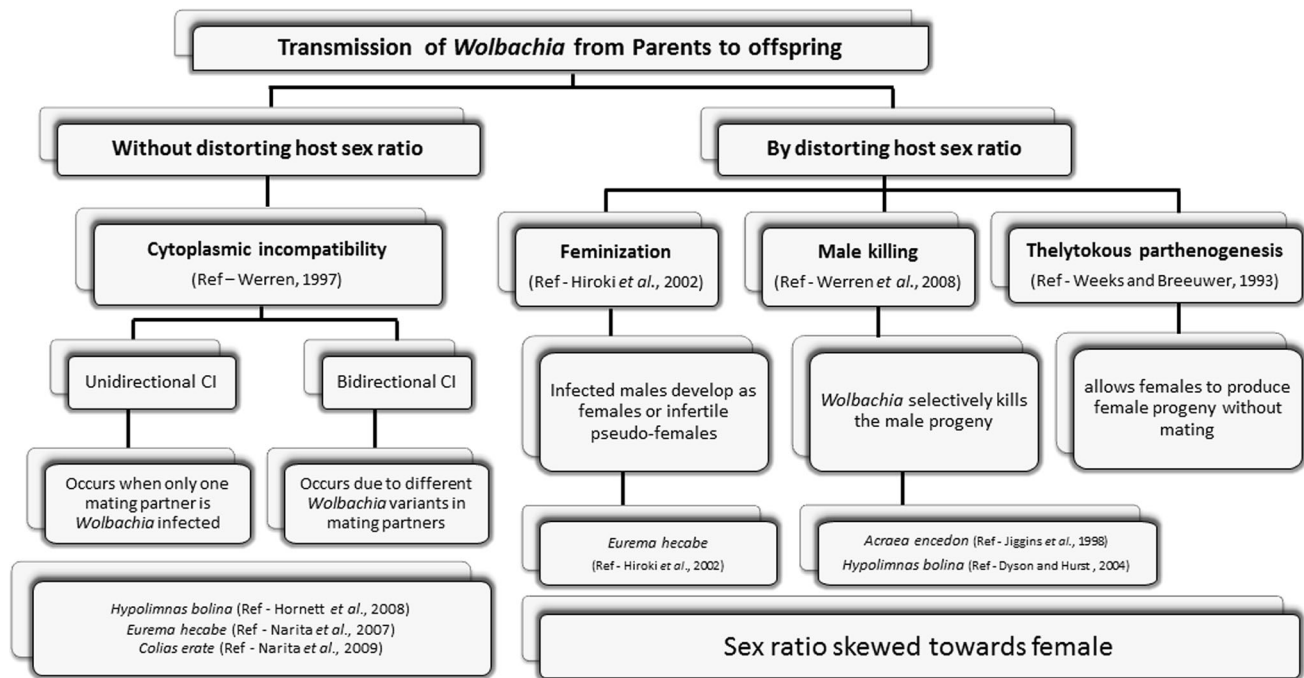 Transmission of Wolbachia from Parents to offspring
Without distorting host sex ratio
By distorting host sex ratio
Cytoplasmic incompatibility
(Ref – Werren, 1997)
Feminization
(Ref - Hiroki et al., 2002)
Male killing
(Ref - Werren et al., 2008)
Thelytokous parthenogenesis
(Ref - Weeks and Breeuwer, 1993)
Unidirectional CI
Bidirectional CI
Infected males develop as
females or infertile
pseudo-females
Wolbachia selectively kills
the male progeny
allows females to produce
female progeny without
mating
Occurs when only one
mating partner is
Wolbachia infected
Occurs due to different
Wolbachia variants in
mating partners
Eurema hecabe
(Ref - Hiroki et al., 2002)
Acraea encedon (Ref - Jiggins et al., 1998)
Hypolimnas bolina (Ref - Dyson and Hurst , 2004)
Hypolimnas bolina (Ref - Hornett et al., 2008)
Eurema hecabe (Ref - Narita et al., 2007)
Colias erate (Ref - Narita et al., 2009)
Sex ratio skewed towards female